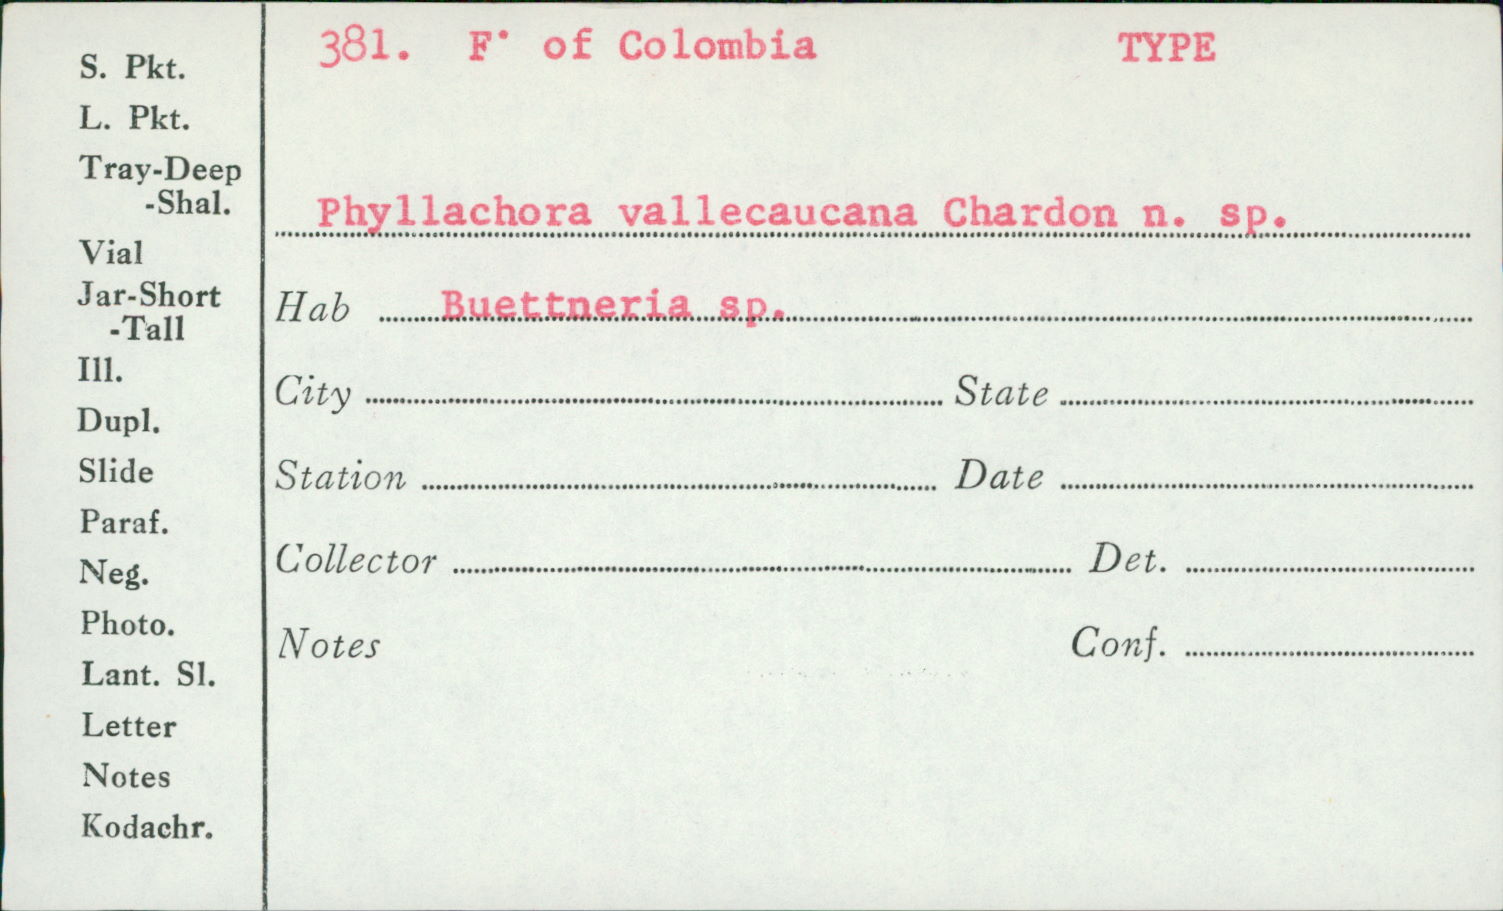 381. F. of Colombia TYPE
S. Pkt.
L. Pkt.
Tray-Deep
-Shal.
Phyllachora vallecaucana Chardon n. sp.
Vial
Jar-Short
-Tall
Hab Buettneria sp.
Ill.
City State
Dupl.
Slide
Station Date
Paraf.
Neg.
Collector Det.
Photo.
Notes Conf.
Lant. Sl.
Letter
Notes
Kodachr.